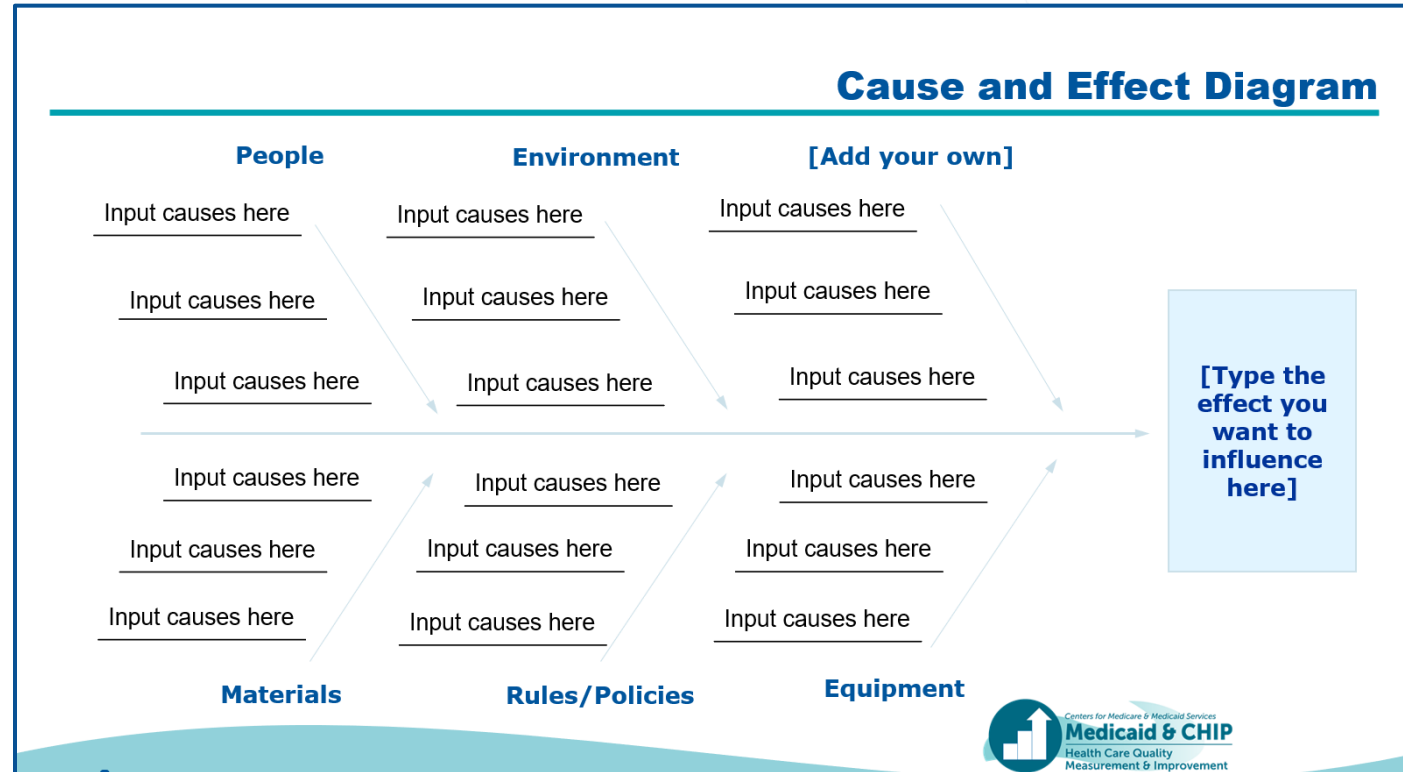 Cause and Effect Diagram
People
Environment
[Add your own]
Input causes here
Input causes here
Input causes here
Input causes here
Input causes here
Input causes here
Input causes here
Input causes here
Input causes here
[Type the
effect you
want to
influence
here]
Input causes here
Input causes here
Input causes here
Input causes here
Input causes here
Input causes here
Input causes here
Input causes here
Input causes here
Materials
Rules/Policies
Equipment
Centers for Medicare & Medicaid Services
Medicaid & CHIP
Health Care Quality
Measurement & Improvement